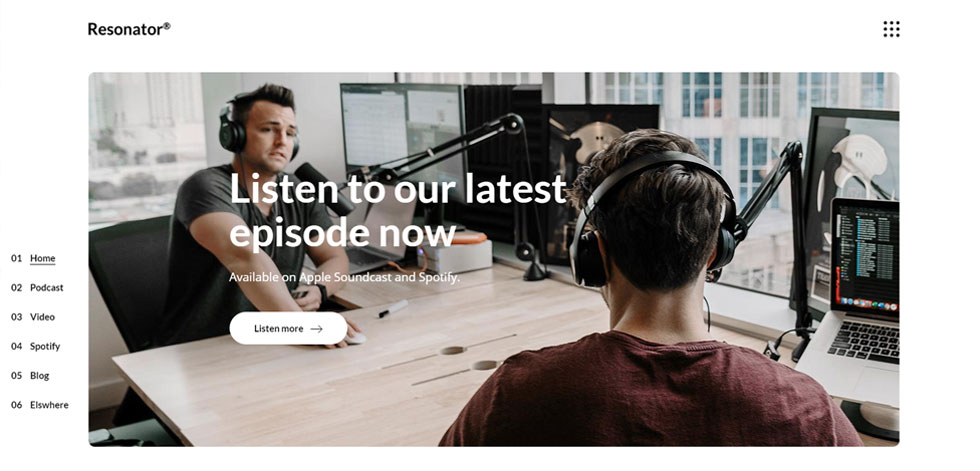 Resonator®
Listen to our latest
episode now
Available on Apple Soundcast and Spotify.
Listen more
01 Home
02 Podcast
03 Video
04 Spotify
05 Blog
06 Elswhere